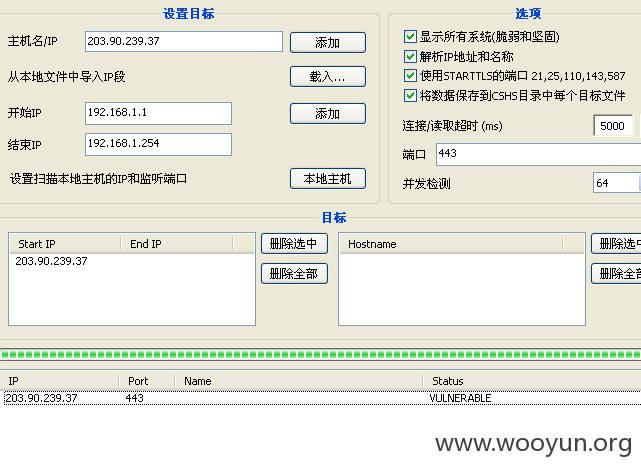 设置目标
主机名/IP 203.90.239.37 添加
从本地文件中导入IP段 载入...
开始IP 192.168.1.1 添加
结束IP 192.168.1.254
设置扫描本地主机的IP和监听端口 本地主机
选项
显示所有系统(脆弱和坚固)
解析IP地址和名称
使用STARTTLS的端口 21,25,110,143,587
将数据保存到CSHS目录中每个目标文件
连接/读取超时 (ms) 5000
端口 443
并发检测 64
目标
Start IP End IP
203.90.239.37
删除选中
删除全部
Hostname
删除选中
删除全部
IP Port Name Status
203.90.239.37 443 VULNERABLE
www.wooyun.org